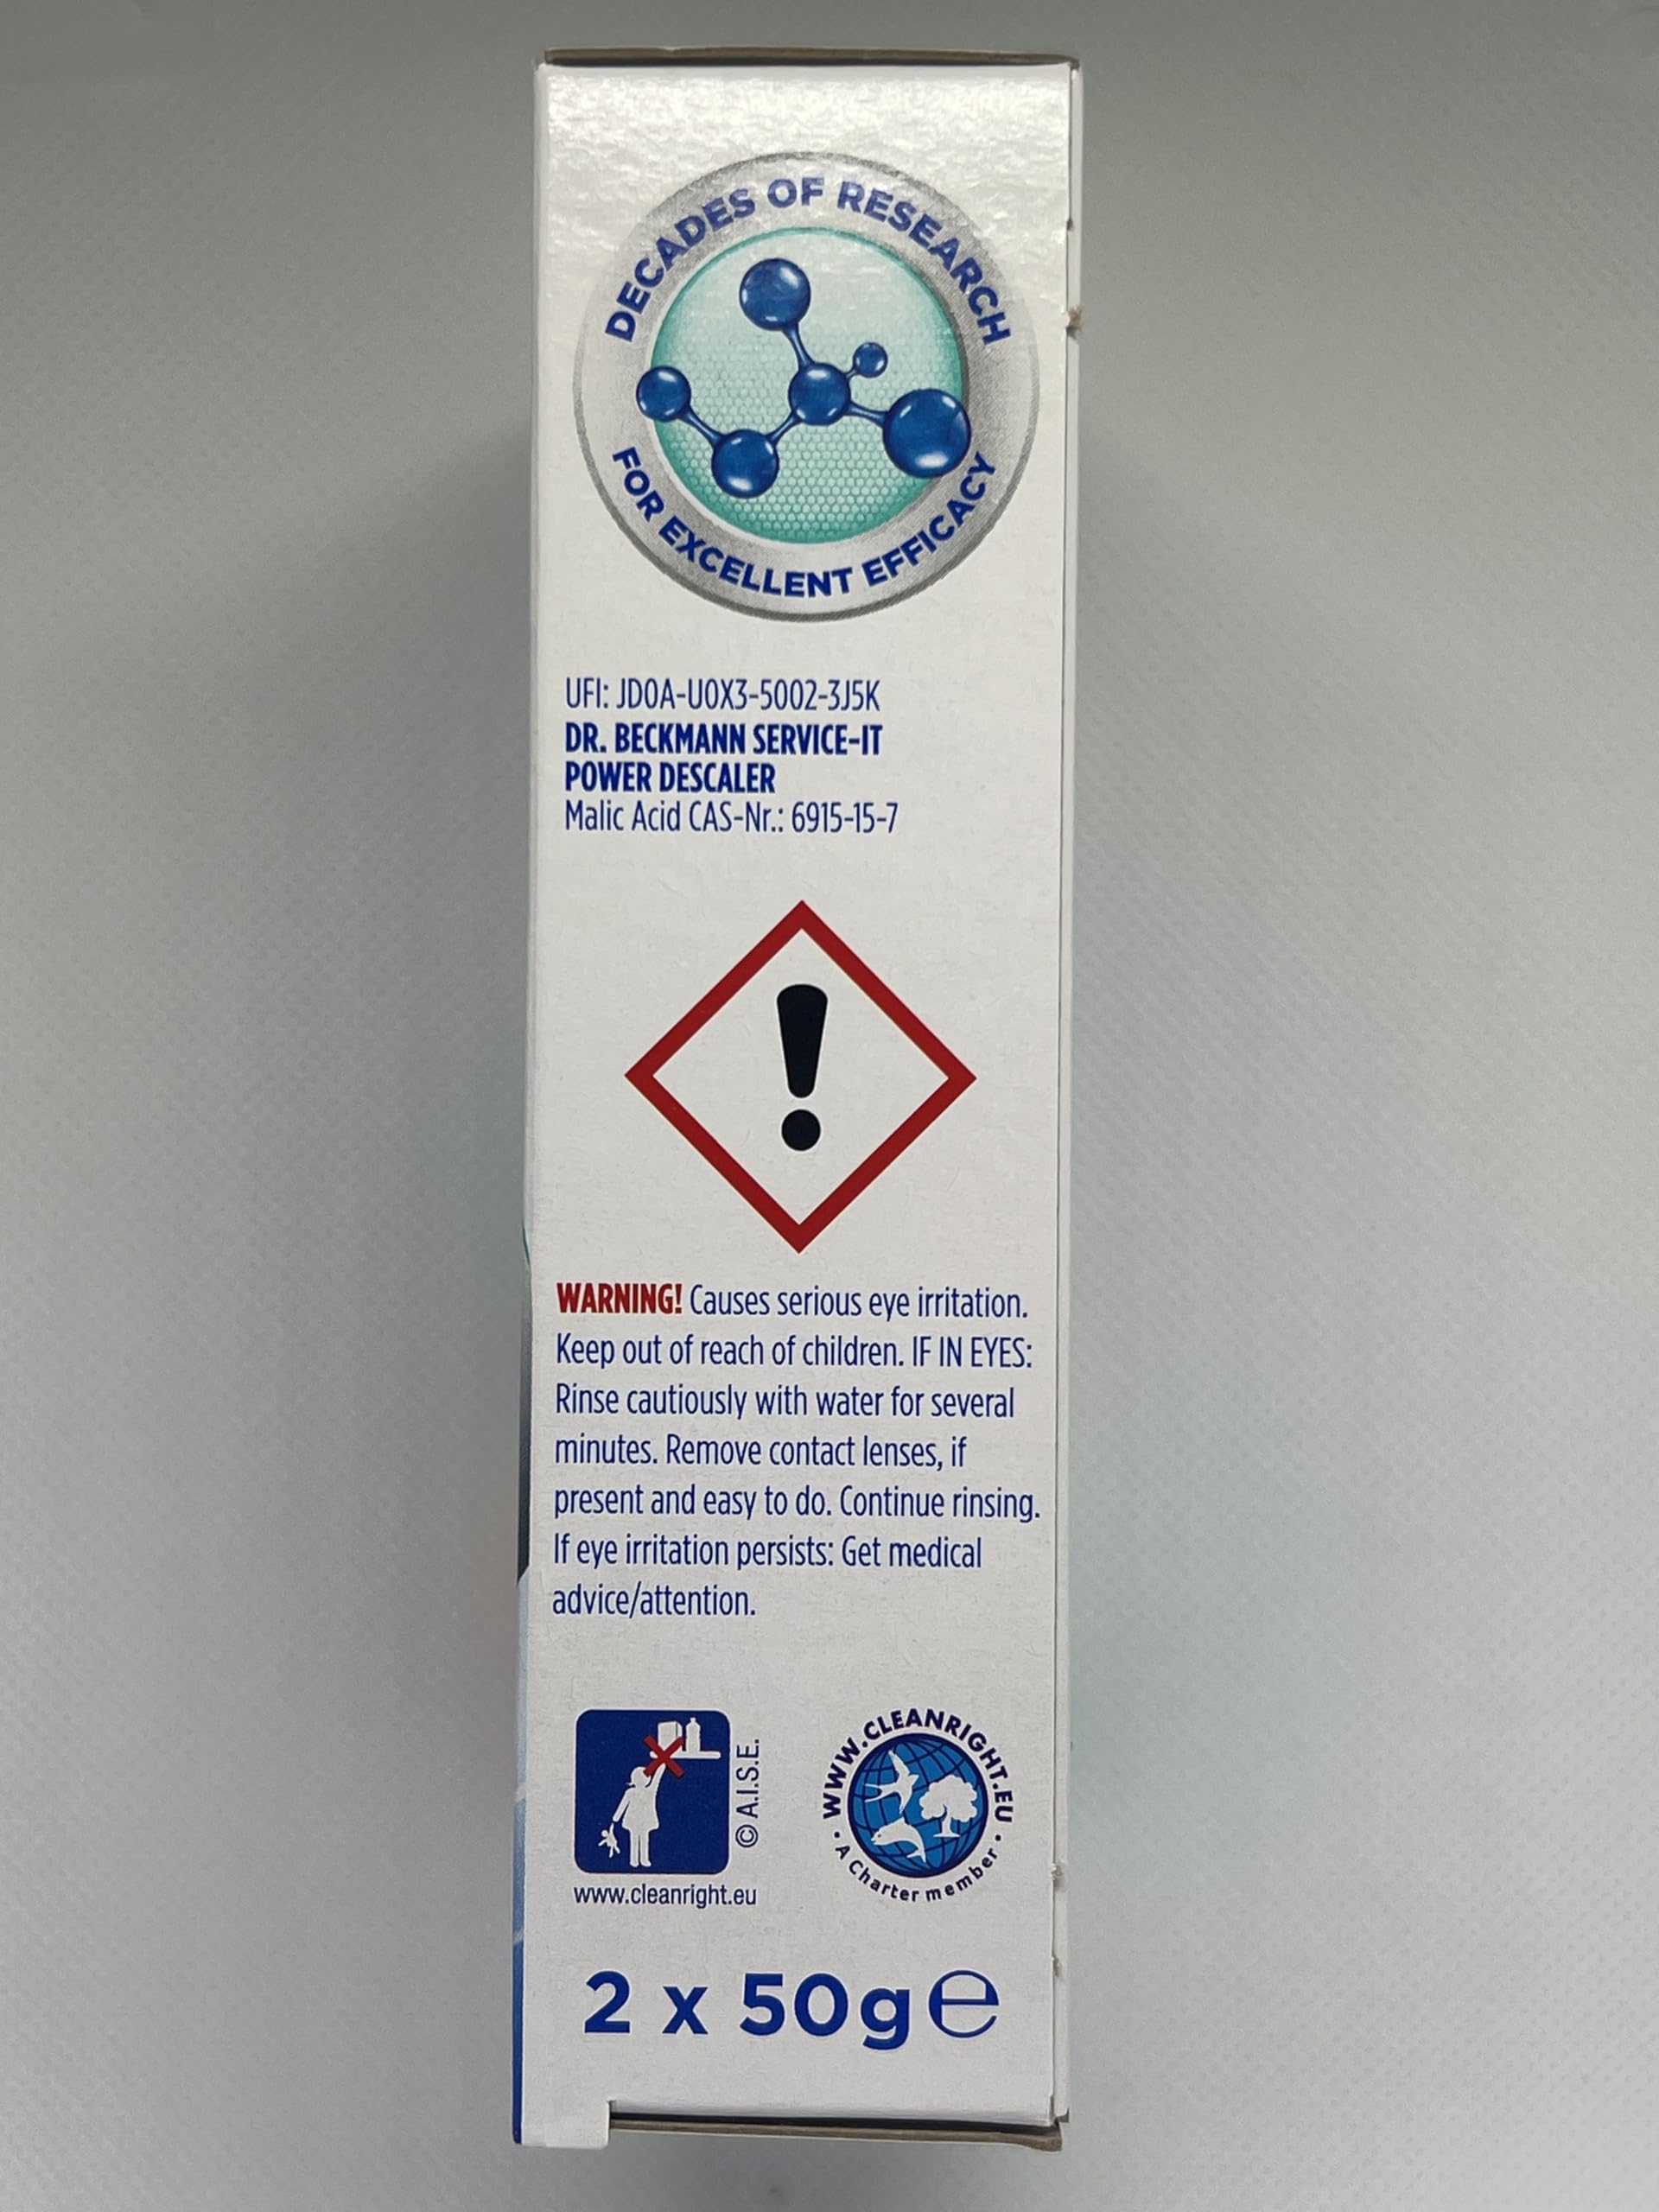 DECADES OF RESEARCH
FOR EXCELLENT EFFICACY
UFI: JD0A-U0X3-5002-3J5K
DR. BECKMANN SERVICE-IT
POWER DESCALER
Malic Acid CAS-Nr.: 6915-15-7
WARNING! Causes serious eye irritation.
Keep out of reach of children. IF IN EYES:
Rinse cautiously with water for several
minutes. Remove contact lenses, if
present and easy to do. Continue rinsing.
If eye irritation persists: Get medical
advice/attention.
© A.I.S.E.
www.cleanright.eu
WWW.CLEANRIGHT.EU
• A Charter member •
2 x 50g℮